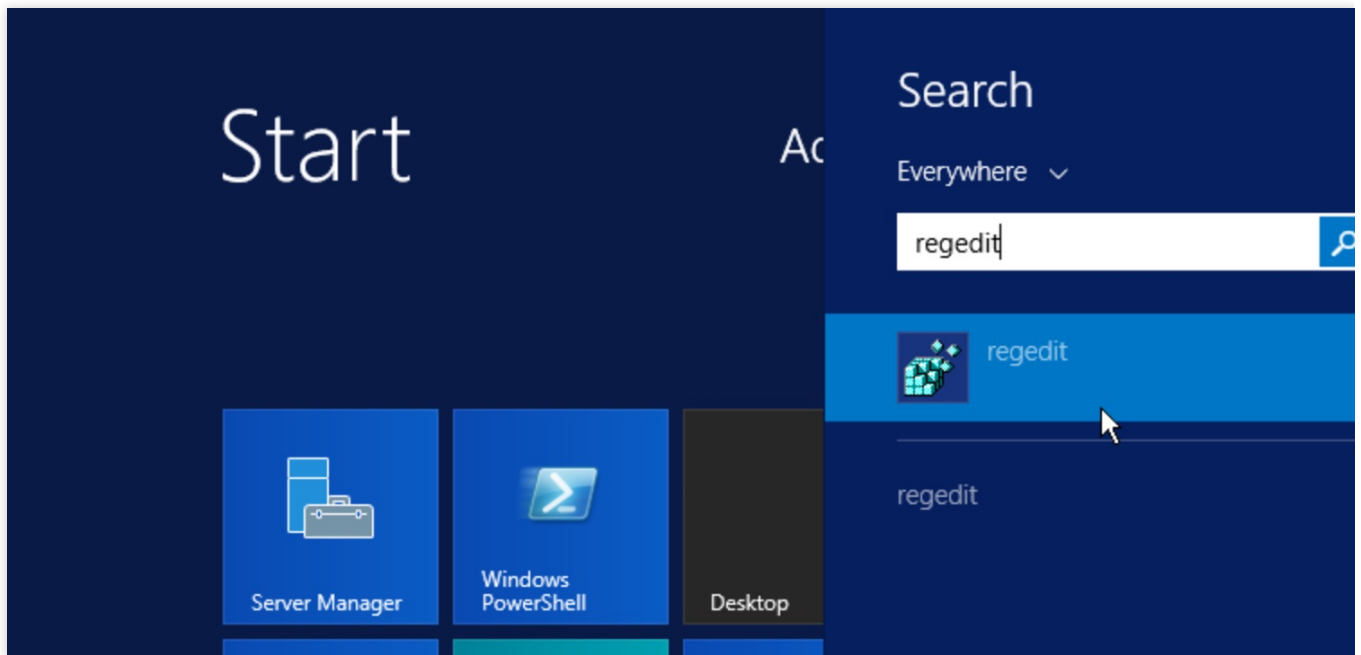 Start
Search
Everywhere
regedit
regedit
regedit
Server Manager
Windows
PowerShell
Desktop